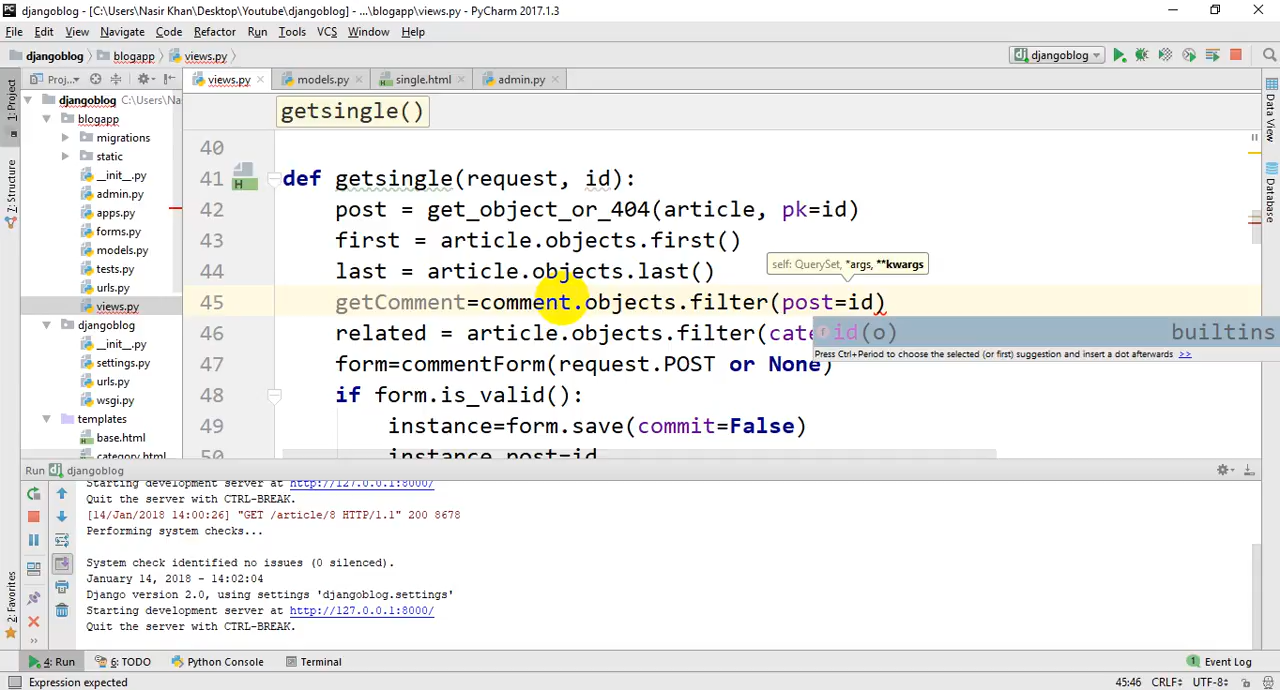 djangoblog - [C:\Users\Nasir Khan\Desktop\Youtube\djangoblog] - ...\blogapp\views.py - PyCharm 2017.1.3
File Edit View Navigate Code Refactor Run Tools VCS Window Help
djangoblog blogapp views.py djangoblog
1: Project
Proj...
views.py models.py single.html admin.py
djangoblog C:\Users\Na
blogapp
migrations
static
__init__.py
admin.py
apps.py
forms.py
models.py
tests.py
urls.py
views.py
djangoblog
__init__.py
settings.py
urls.py
wsgi.py
templates
base.html
category.html
7: Structure
2: Favorites
Data View
Database
getsingle()
40
41 def getsingle(request, id):
42 post = get_object_or_404(article, pk=id)
43 first = article.objects.first()
44 last = article.objects.last()
self: QuerySet, *args, **kwargs
45 getComment=comment.objects.filter(post=id)
46 related = article.objects.filter(cate
id(o) builtins
Press Ctrl+Period to choose the selected (or first) suggestion and insert a dot afterwards >>
47 form=commentForm(request.POST or None)
48 if form.is_valid():
49 instance=form.save(commit=False)
50 instance.post=id
Run djangoblog
Starting development server at http://127.0.0.1:8000/
Quit the server with CTRL-BREAK.
[14/Jan/2018 14:00:26] "GET /article/8 HTTP/1.1" 200 8678
Performing system checks...
System check identified no issues (0 silenced).
January 14, 2018 - 14:02:04
Django version 2.0, using settings 'djangoblog.settings'
Starting development server at http://127.0.0.1:8000/
Quit the server with CTRL-BREAK.
4: Run 6: TODO Python Console Terminal 1 Event Log
Expression expected 45:46 CRLF UTF-8